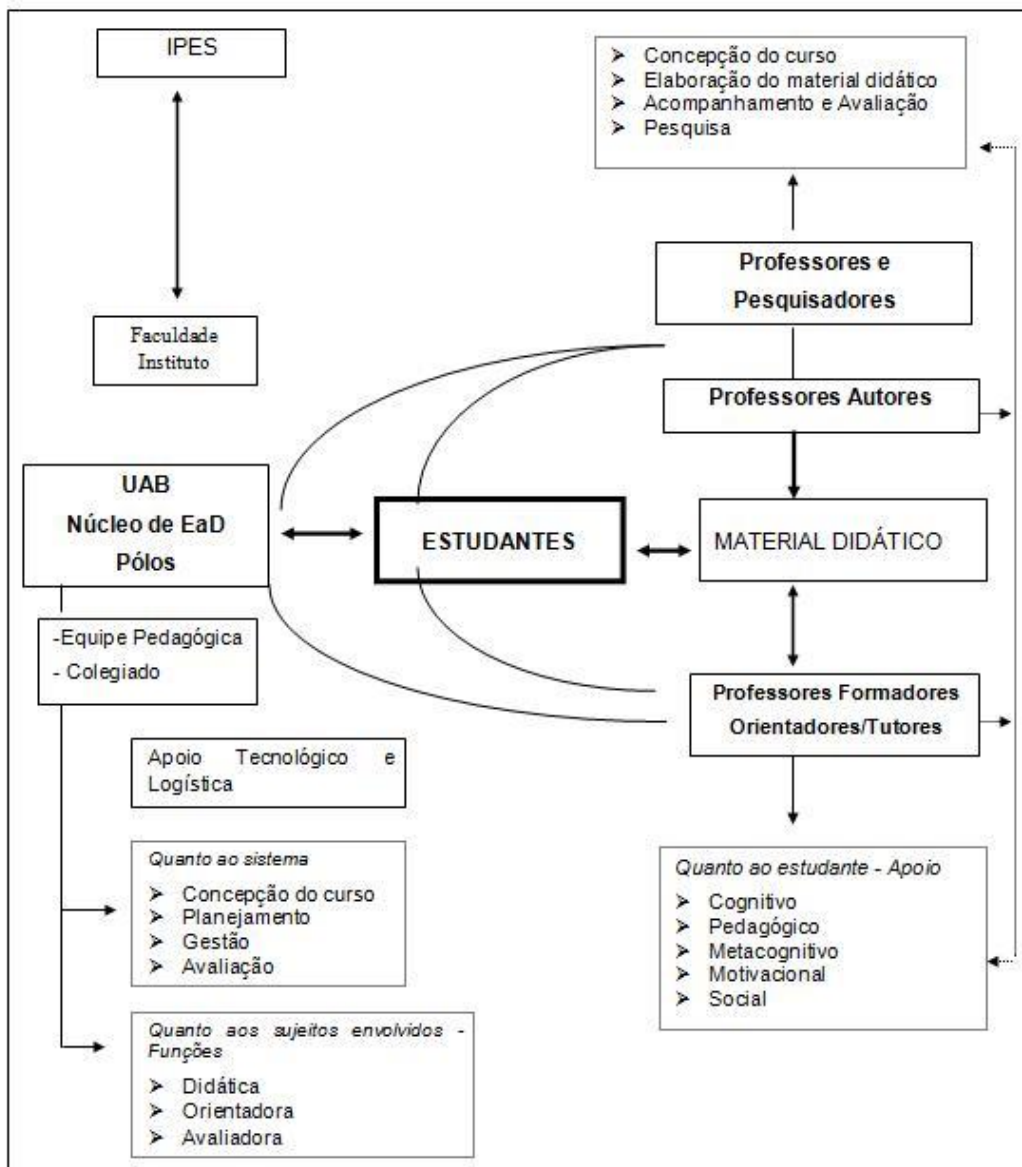 IPES
➢ Concepção do curso
➢ Elaboração do material didático
➢ Acompanhamento e Avaliação
➢ Pesquisa
Professores e
Pesquisadores
Faculdade
Instituto
Professores Autores
UAB
Núcleo de EaD
Pólos
ESTUDANTES
MATERIAL DIDÁTICO
-Equipe Pedagógica
- Colegiado
Professores Formadores
Orientadores/Tutores
Apoio Tecnológico e
Logística
Quanto ao sistema
➢ Concepção do curso
➢ Planejamento
➢ Gestão
➢ Avaliação
Quanto ao estudante - Apoio
➢ Cognitivo
➢ Pedagógico
➢ Metacognitivo
➢ Motivacional
➢ Social
Quanto aos sujeitos envolvidos -
Funções
➢ Didática
➢ Orientadora
➢ Avaliadora